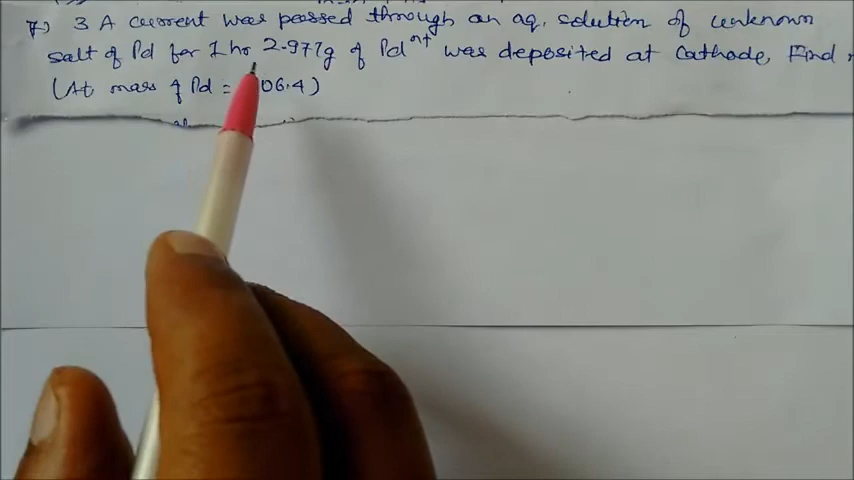 7) 3 A current was passed through an aq. solution of unknown
salt of Pd for 1 hr 2.977g of Pd^n+ was deposited at Cathode, Find
(At mass of Pd = 06.4)